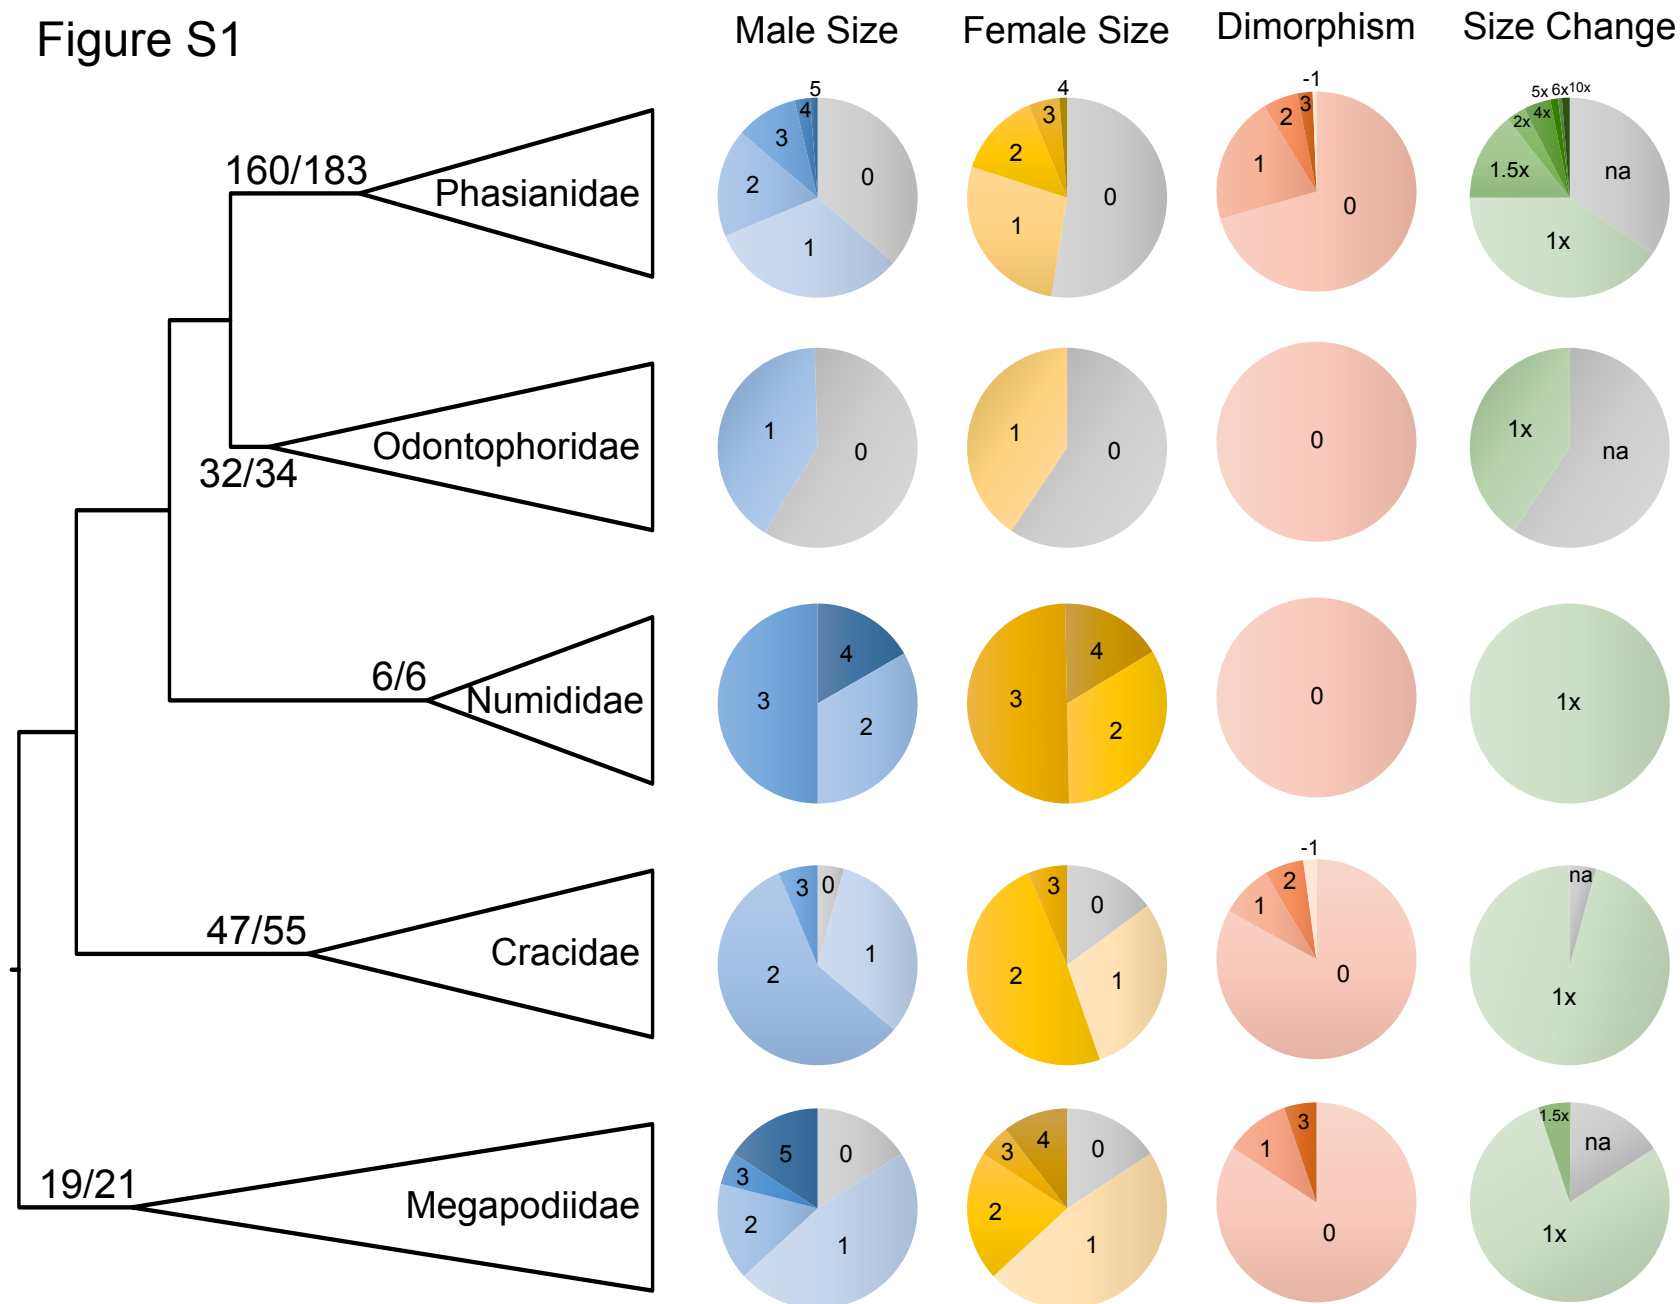 Figure S1
Male Size Female Size Dimorphism Size Change
160/183
Phasianidae
5 4 3 2 1 0
4 3 2 1 0
-1 3 2 1 0
5x 6x 10x 4x 2x 1.5x 1x na
32/34
Odontophoridae
1 0
1 0
0
1x na
6/6
Numididae
3 4 2
3 4 2
0
1x
47/55
Cracidae
3 0 1 2
3 0 1 2
-1 2 1 0
na 1x
19/21
Megapodiidae
5 0 3 2 1
4 0 3 2 1
3 1 0
1.5x na 1x